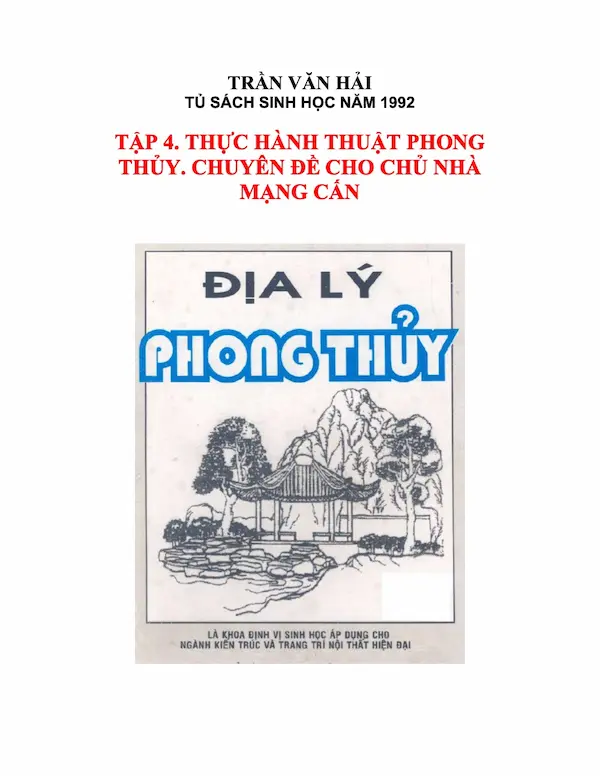 TRẦN VĂN HẢI
TỦ SÁCH SINH HỌC NĂM 1992
TẬP 4. THỰC HÀNH THUẬT PHONG
THỦY. CHUYÊN ĐỀ CHO CHỦ NHÀ
MẠNG CẤN
ĐỊA LÝ
PHONG THỦY
LÀ KHOA ĐỊNH VỊ SINH HỌC ÁP DỤNG CHO
NGÀNH KIẾN TRÚC VÀ TRANG TRÍ NỘI THẤT HIỆN ĐẠI